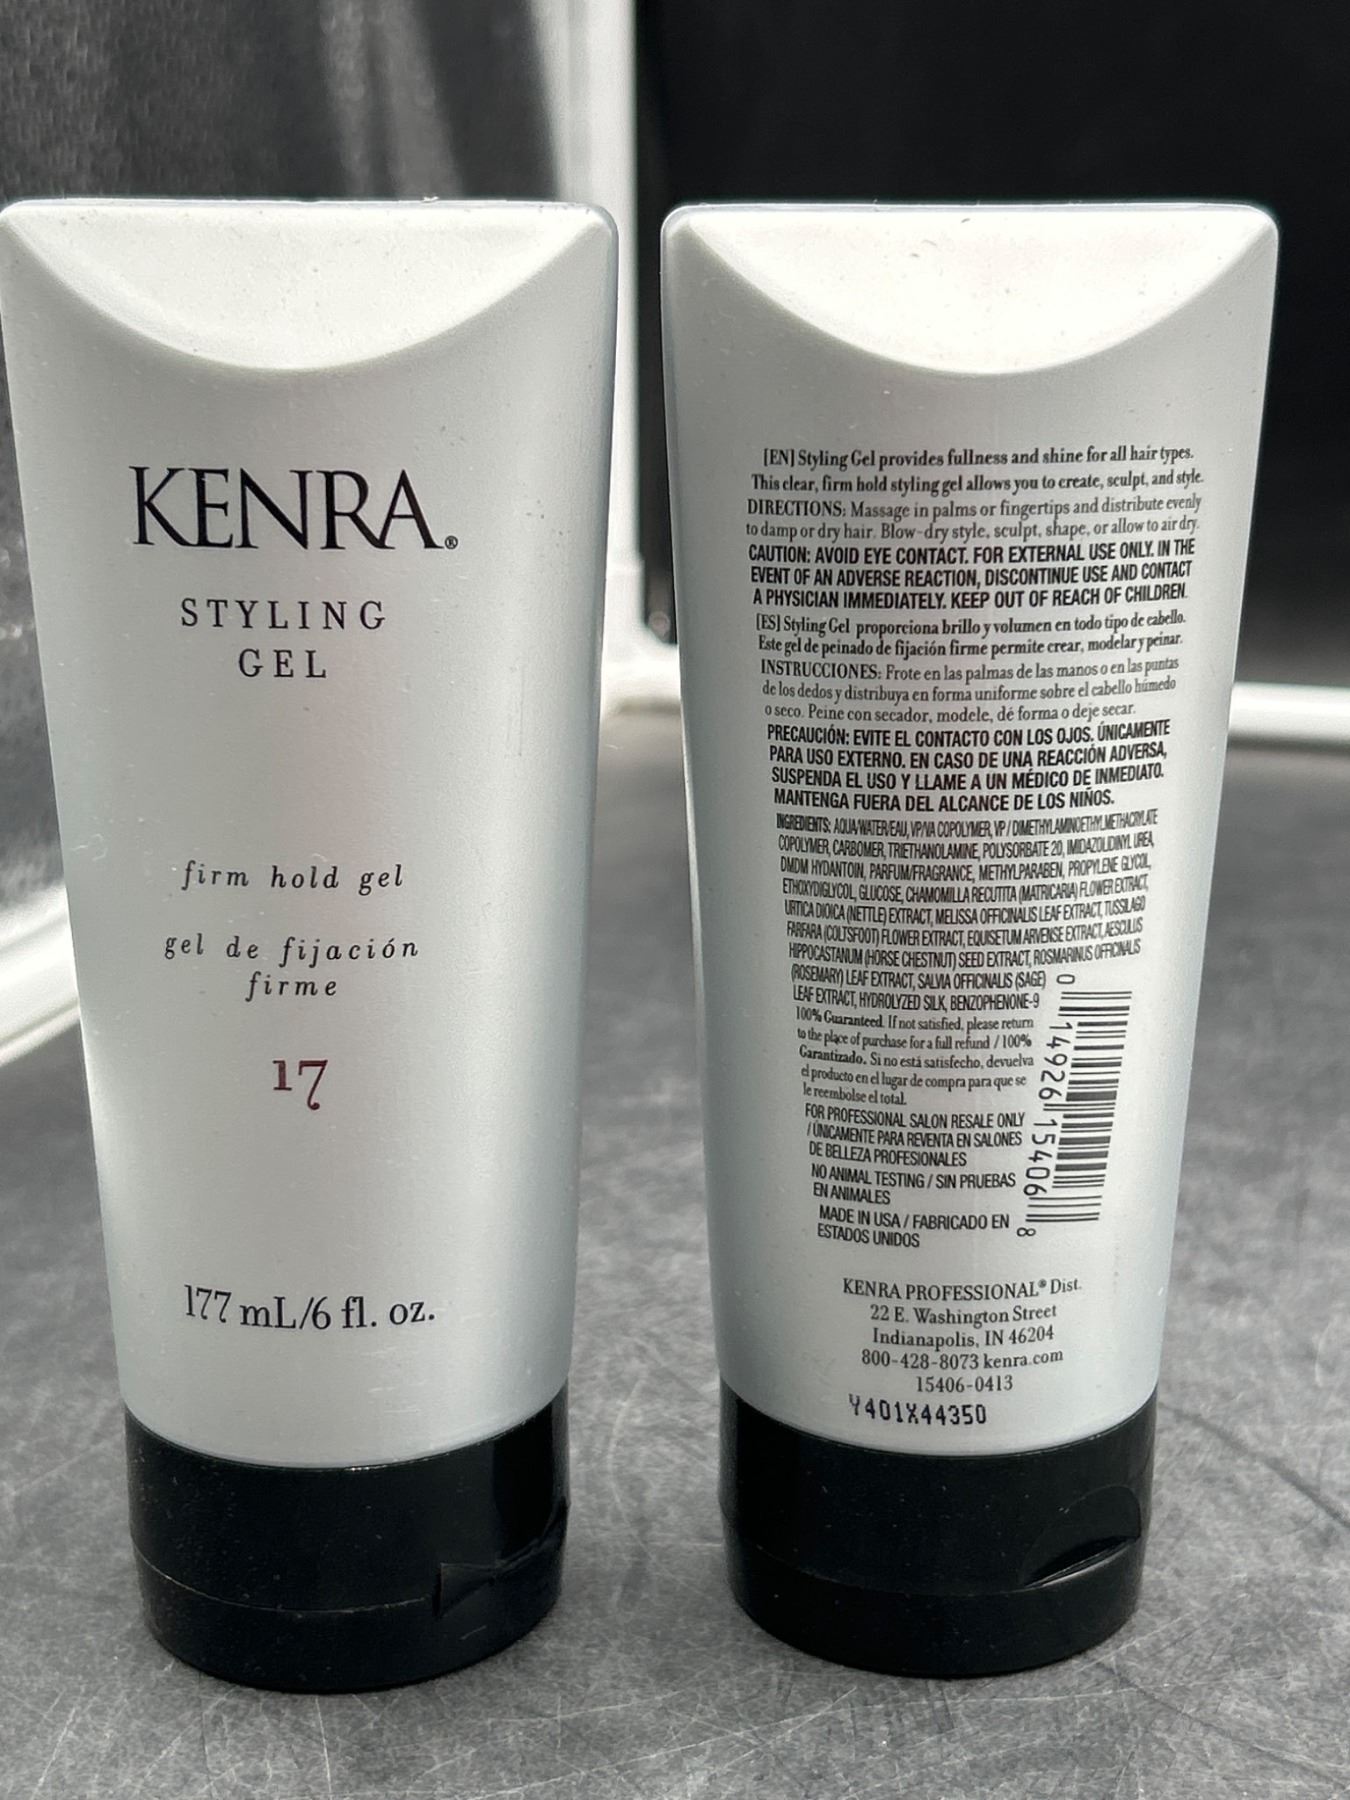 KENRA®
STYLING
GEL
firm hold gel
gel de fijación
firme
17
177 mL/6 fl. oz.
[EN] Styling Gel provides fullness and shine for all hair types.
This clear, firm hold styling gel allows you to create, sculpt, and style.
DIRECTIONS: Massage in palms or fingertips and distribute evenly
to damp or dry hair. Blow-dry style, sculpt, shape, or allow to air dry.
CAUTION: AVOID EYE CONTACT. FOR EXTERNAL USE ONLY. IN THE
EVENT OF AN ADVERSE REACTION, DISCONTINUE USE AND CONTACT
A PHYSICIAN IMMEDIATELY. KEEP OUT OF REACH OF CHILDREN.
[ES] Styling Gel proporciona brillo y volumen en todo tipo de cabello.
Este gel de peinado de fijación firme permite crear, modelar y peinar.
INSTRUCCIONES: Frote en las palmas de las manos o en las puntas
de los dedos y distribuya en forma uniforme sobre el cabello húmedo
o seco. Peine con secador, modele, dé forma o deje secar.
PRECAUCIÓN: EVITE EL CONTACTO CON LOS OJOS. ÚNICAMENTE
PARA USO EXTERNO. EN CASO DE UNA REACCIÓN ADVERSA,
SUSPENDA EL USO Y LLAME A UN MÉDICO DE INMEDIATO.
MANTENGA FUERA DEL ALCANCE DE LOS NIÑOS.
INGREDIENTS: AQUA/WATER/EAU, VP/VA COPOLYMER, VP / DIMETHYLAMINOETHYLMETHACRYLATE
COPOLYMER, CARBOMER, TRIETHANOLAMINE, POLYSORBATE 20, IMIDAZOLIDINYL UREA,
DMDM HYDANTOIN, PARFUM/FRAGRANCE, METHYLPARABEN, PROPYLENE GLYCOL,
ETHOXYDIGLYCOL, GLUCOSE, CHAMOMILLA RECUTITA (MATRICARIA) FLOWER EXTRACT,
URTICA DIOICA (NETTLE) EXTRACT, MELISSA OFFICINALIS LEAF EXTRACT, TUSSILAGO
FARFARA (COLTSFOOT) FLOWER EXTRACT, EQUISETUM ARVENSE EXTRACT, AESCULUS
HIPPOCASTANUM (HORSE CHESTNUT) SEED EXTRACT, ROSMARINUS OFFICINALIS
(ROSEMARY) LEAF EXTRACT, SALVIA OFFICINALIS (SAGE)
LEAF EXTRACT, HYDROLYZED SILK, BENZOPHENONE-9
100% Guaranteed. If not satisfied, please return
to the place of purchase for a full refund / 100%
Garantizado. Si no está satisfecho, devuelva
el producto en el lugar de compra para que se
le reembolse el total.
FOR PROFESSIONAL SALON RESALE ONLY
/ ÚNICAMENTE PARA REVENTA EN SALONES
DE BELLEZA PROFESIONALES
NO ANIMAL TESTING / SIN PRUEBAS
EN ANIMALES
MADE IN USA / FABRICADO EN
ESTADOS UNIDOS
0 14926 15406 8
KENRA PROFESSIONAL® Dist.
22 E. Washington Street
Indianapolis, IN 46204
800-428-8073 kenra.com
15406-0413
Y401X44350